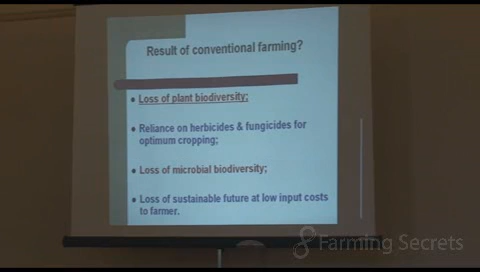 Result of conventional farming?
• Loss of plant biodiversity;
• Reliance on herbicides & fungicides for
optimum cropping;
• Loss of microbial biodiversity;
• Loss of sustainable future at low input costs
to farmer.
Farming Secrets